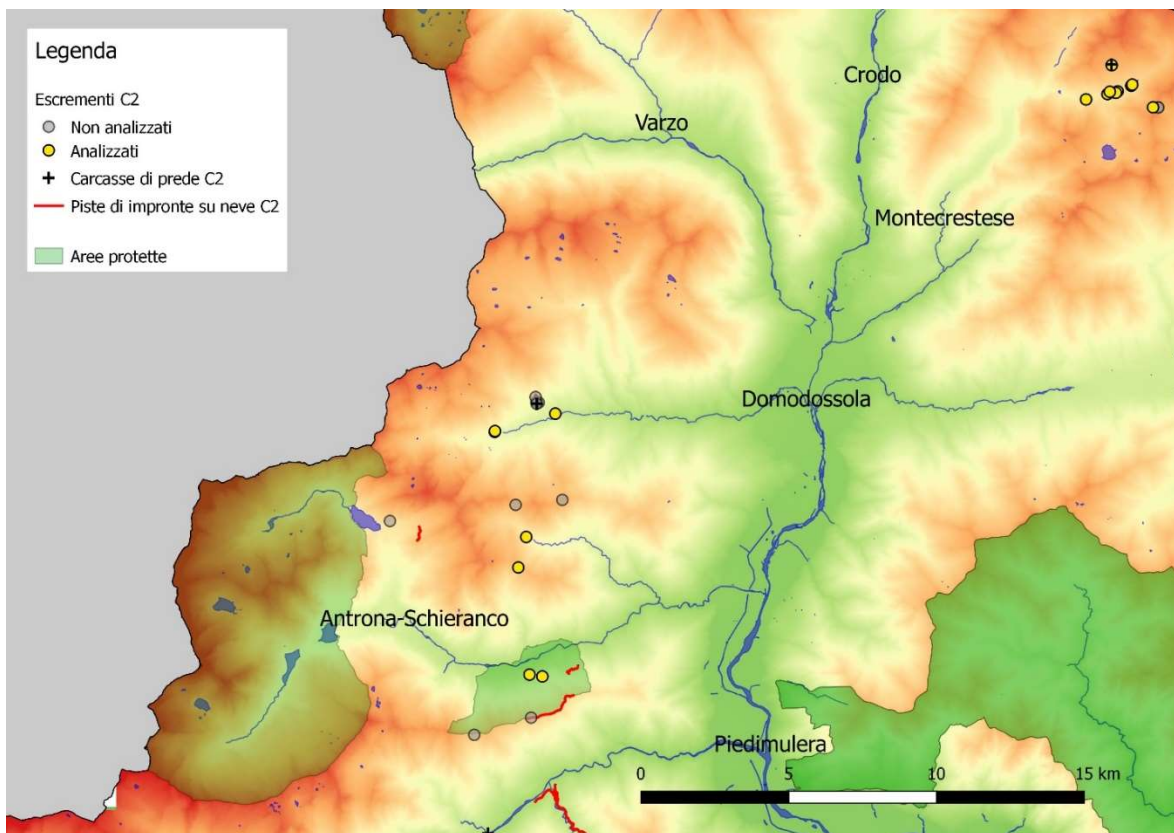 Legenda
Escrementi C2
Non analizzati
Analizzati
Carcasse di prede C2
Piste di impronte su neve C2
Aree protette
Crodo
Varzo
Montecrestese
Domodossola
Antrona-Schieranco
Piedimulera
0 5 10 15 km